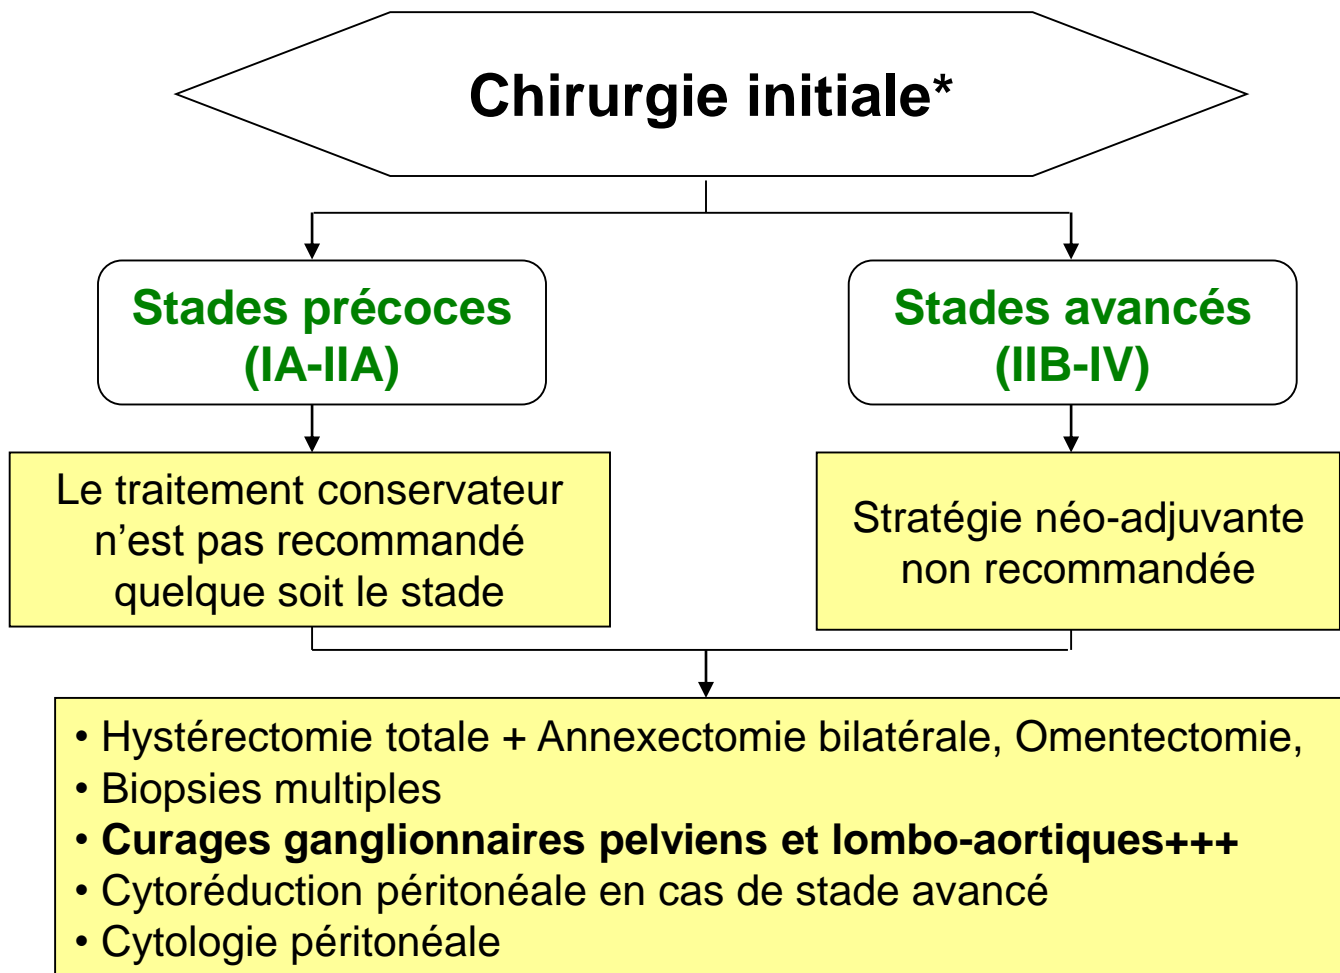 Chirurgie initiale*
Stades précoces
(IA-IIA)
Stades avancés
(IIB-IV)
Le traitement conservateur
n’est pas recommandé
quelque soit le stade
Stratégie néo-adjuvante
non recommandée
• Hystérectomie totale + Annexectomie bilatérale, Omentectomie,
• Biopsies multiples
• Curages ganglionnaires pelviens et lombo-aortiques+++
• Cytoréduction péritonéale en cas de stade avancé
• Cytologie péritonéale